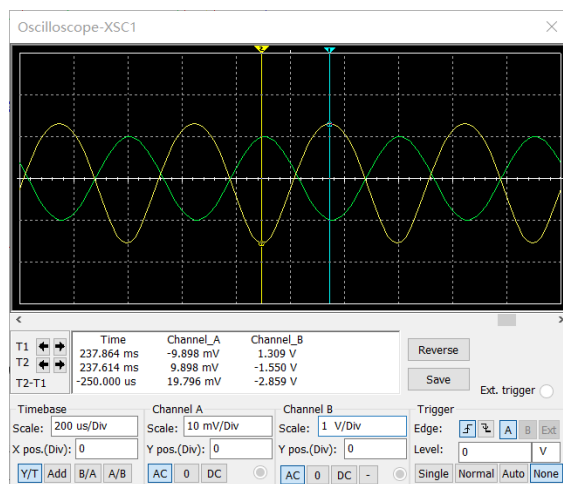 Oscilloscope-XSC1
2 1
T1 Time Channel_A Channel_B
237.864 ms -9.898 mV 1.309 V
T2 237.614 ms 9.898 mV -1.550 V
T2-T1 -250.000 us 19.796 mV -2.859 V
Reverse
Save
Ext. trigger
Timebase
Scale: 200 us/Div
X pos.(Div): 0
Y/T Add B/A A/B
Channel A
Scale: 10 mV/Div
Y pos.(Div): 0
AC 0 DC
Channel B
Scale: 1 V/Div
Y pos.(Div): 0
AC 0 DC -
Trigger
Edge: A B Ext
Level: 0 V
Single Normal Auto None